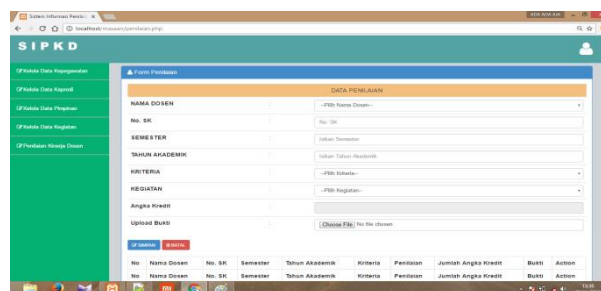 Sistem Informasi Penilai
localhost/masawn/penilaian.php
SIPKD
Kelola Data Kepegawaian
Form Penilaian
Kelola Data Kaprodi
DATA PENILAIAN
Kelola Data Pimpinan
NAMA DOSEN : --Pilih Nama Dosen--
Kelola Data Kegiatan
No. SK : No. SK
Penilaian Kinerja Dosen
SEMESTER : Isikan Semester
TAHUN AKADEMIK : Isikan Tahun Akademik
KRITERIA : --Pilih Kriteria--
KEGIATAN : --Pilih Kegiatan--
Angka Kredit :
Upload Bukti : Choose File No file chosen
SIMPAN BATAL
No Nama Dosen No. SK Semester Tahun Akademik Kriteria Penilaian Jumlah Angka Kredit Bukti Action
No Nama Dosen No. SK Semester Tahun Akademik Kriteria Penilaian Jumlah Angka Kredit Bukti Action